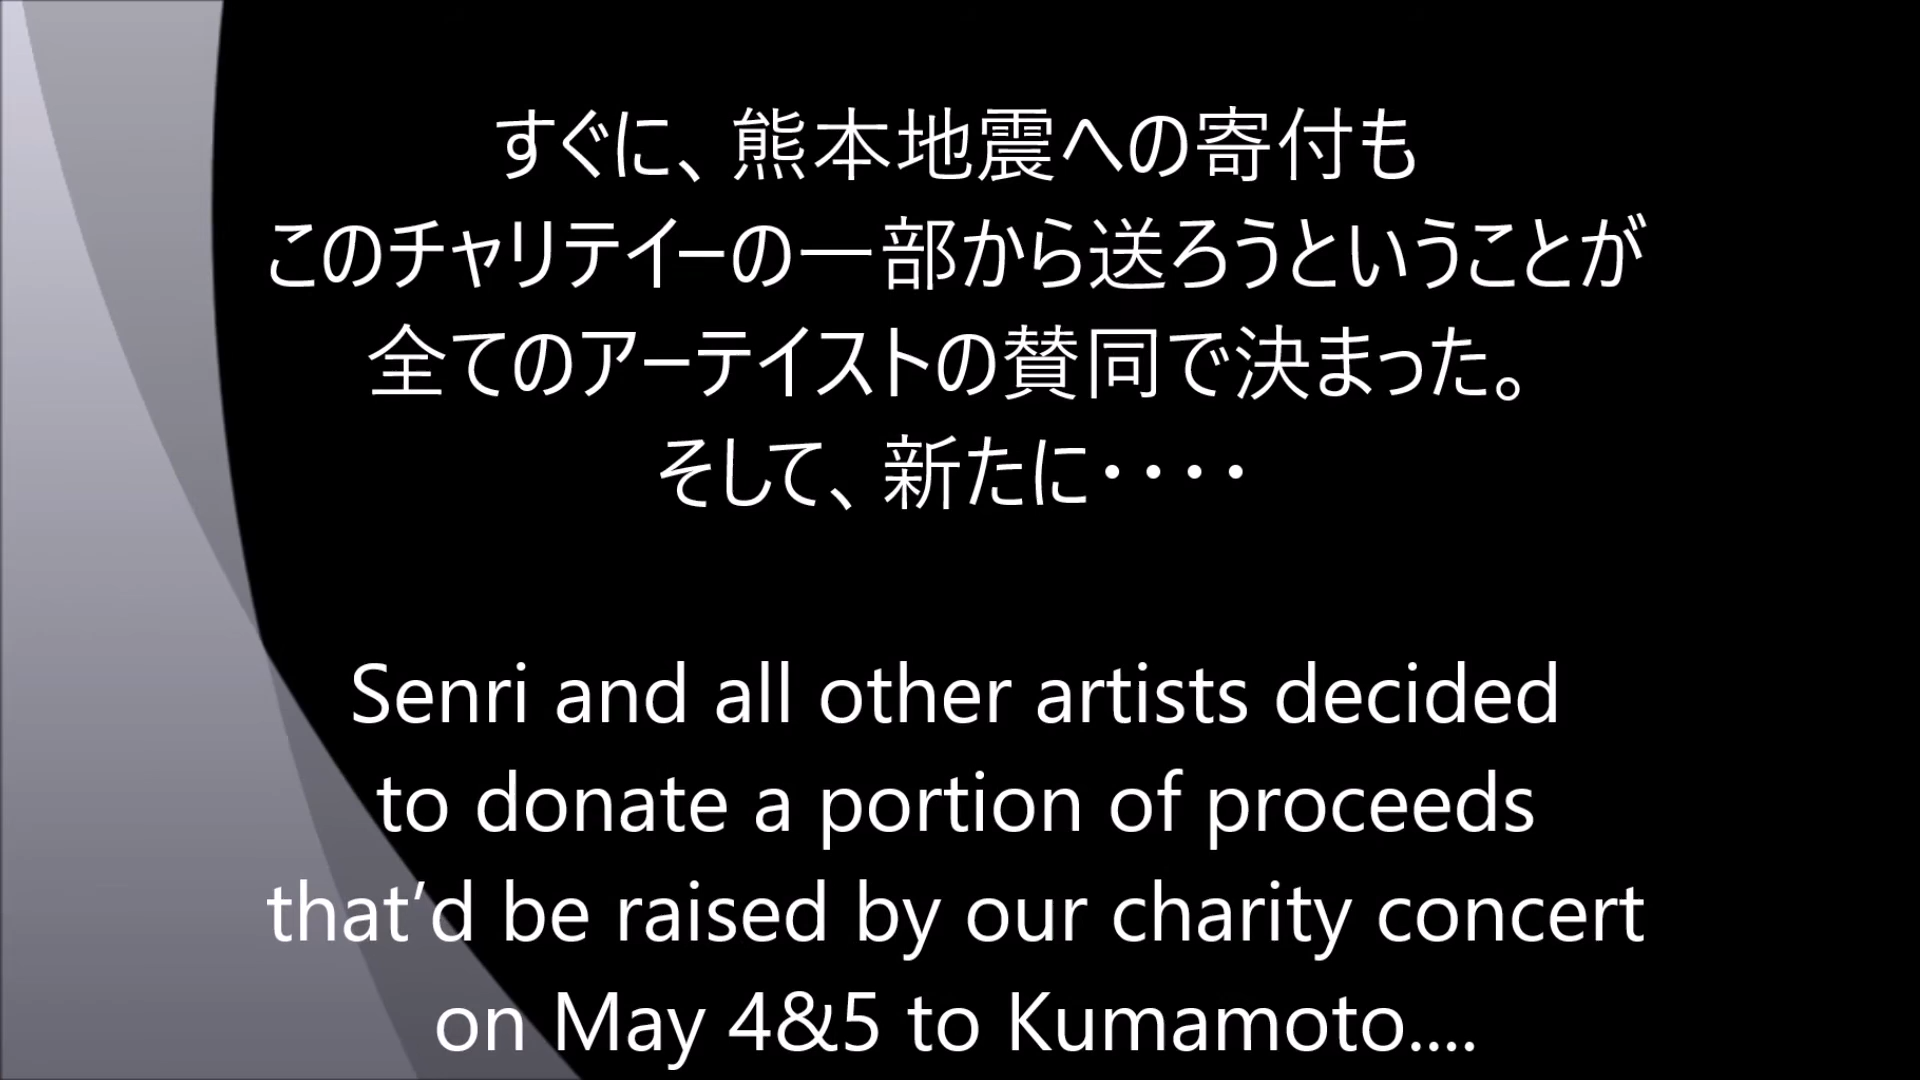 すぐに、熊本地震への寄付も
このチャリテイーの一部から送ろうということが
全てのアーテイストの賛同で決まった。
そして、新たに・・・・
Senri and all other artists decided
to donate a portion of proceeds
that’d be raised by our charity concert
on May 4&5 to Kumamoto....